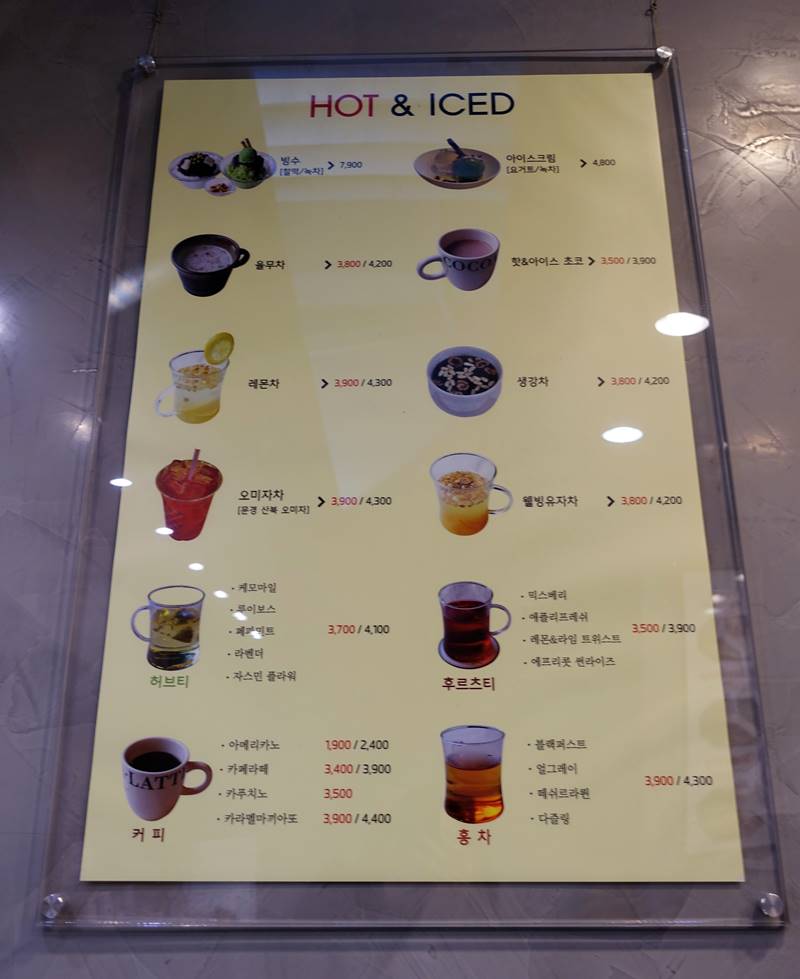 HOT & ICED
빙수 > 7,900
[찰떡/녹차]
아이스크림 > 4,800
[요거트/녹차]
율무차 > 3,800 / 4,200
COCO
핫&아이스 초코 > 3,500 / 3,900
레몬차 > 3,900 / 4,300
생강차 > 3,800 / 4,200
오미자차 > 3,900 / 4,300
[문경 산북 오미자]
웰빙유자차 > 3,800 / 4,200
· 케모마일
· 루이보스
· 페파민트 3,700 / 4,100
· 라벤더
· 자스민 플라워
허브티
· 믹스베리
· 애플리프레쉬
· 레몬&라임 트위스트 3,500 / 3,900
· 에프리콧 썬라이즈
후르츠티
LATTE
· 아메리카노 1,900 / 2,400
· 카페라떼 3,400 / 3,900
· 카푸치노 3,500
· 카라멜마끼아또 3,900 / 4,400
커 피
· 블랙퍼스트
· 얼그레이
3,900 / 4,300
· 다즐링
홍 차